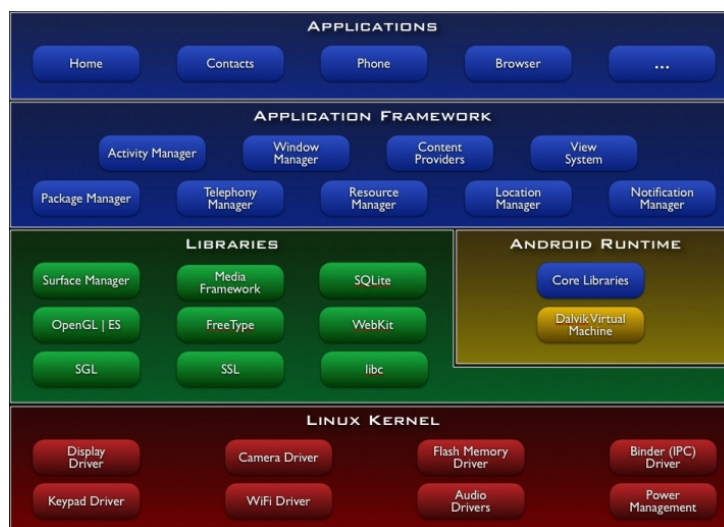 APPLICATIONS
Home
Contacts
Phone
Browser
...
APPLICATION FRAMEWORK
Activity Manager
Window
Manager
Content
Providers
View
System
Package Manager
Telephony
Manager
Resource
Manager
Location
Manager
Notification
Manager
LIBRARIES
Surface Manager
Media
Framework
SQLite
OpenGL | ES
FreeType
WebKit
SGL
SSL
libc
ANDROID RUNTIME
Core Libraries
Dalvik Virtual
Machine
LINUX KERNEL
Display
Driver
Camera Driver
Flash Memory
Driver
Binder (IPC)
Driver
Keypad Driver
WiFi Driver
Audio
Drivers
Power
Management